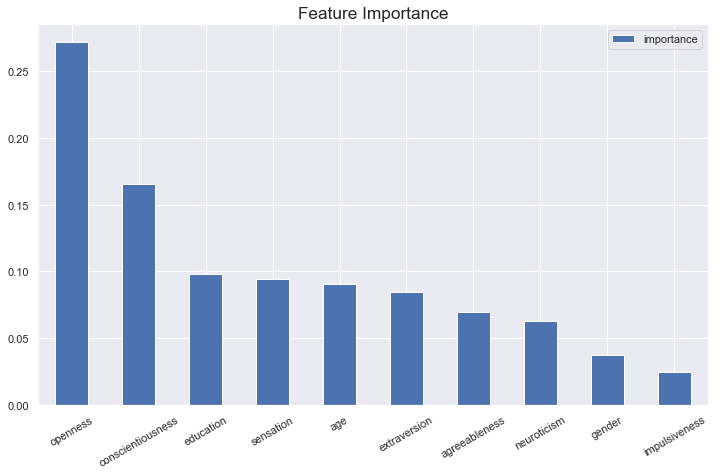 Feature Importance
importance
0.25
0.20
0.15
0.10
0.05
0.00
openness
conscientiousness
education
sensation
age
extraversion
agreeableness
neuroticism
gender
impulsiveness